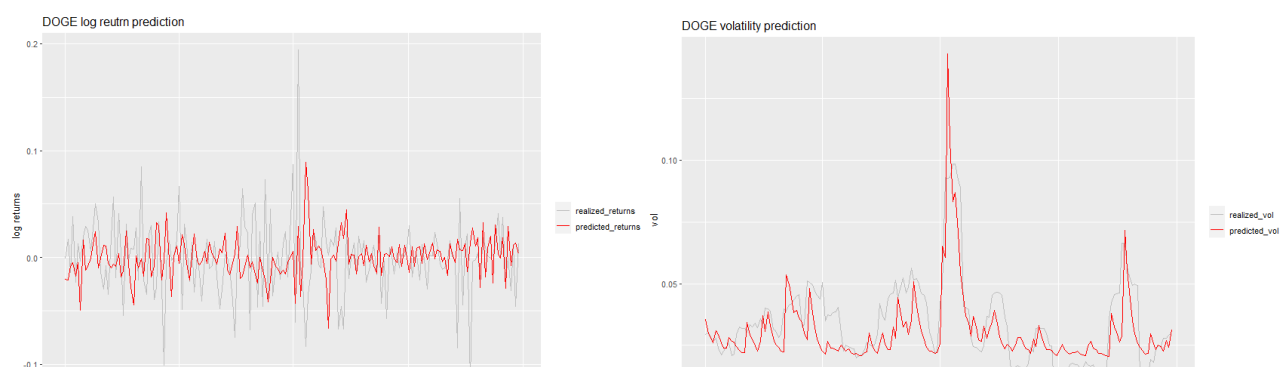 DOGE log reutrn prediction
0.2
0.1
0.0
-0.1
log returns
realized_returns
predicted_returns
DOGE volatility prediction
0.10
0.05
vol
realized_vol
predicted_vol